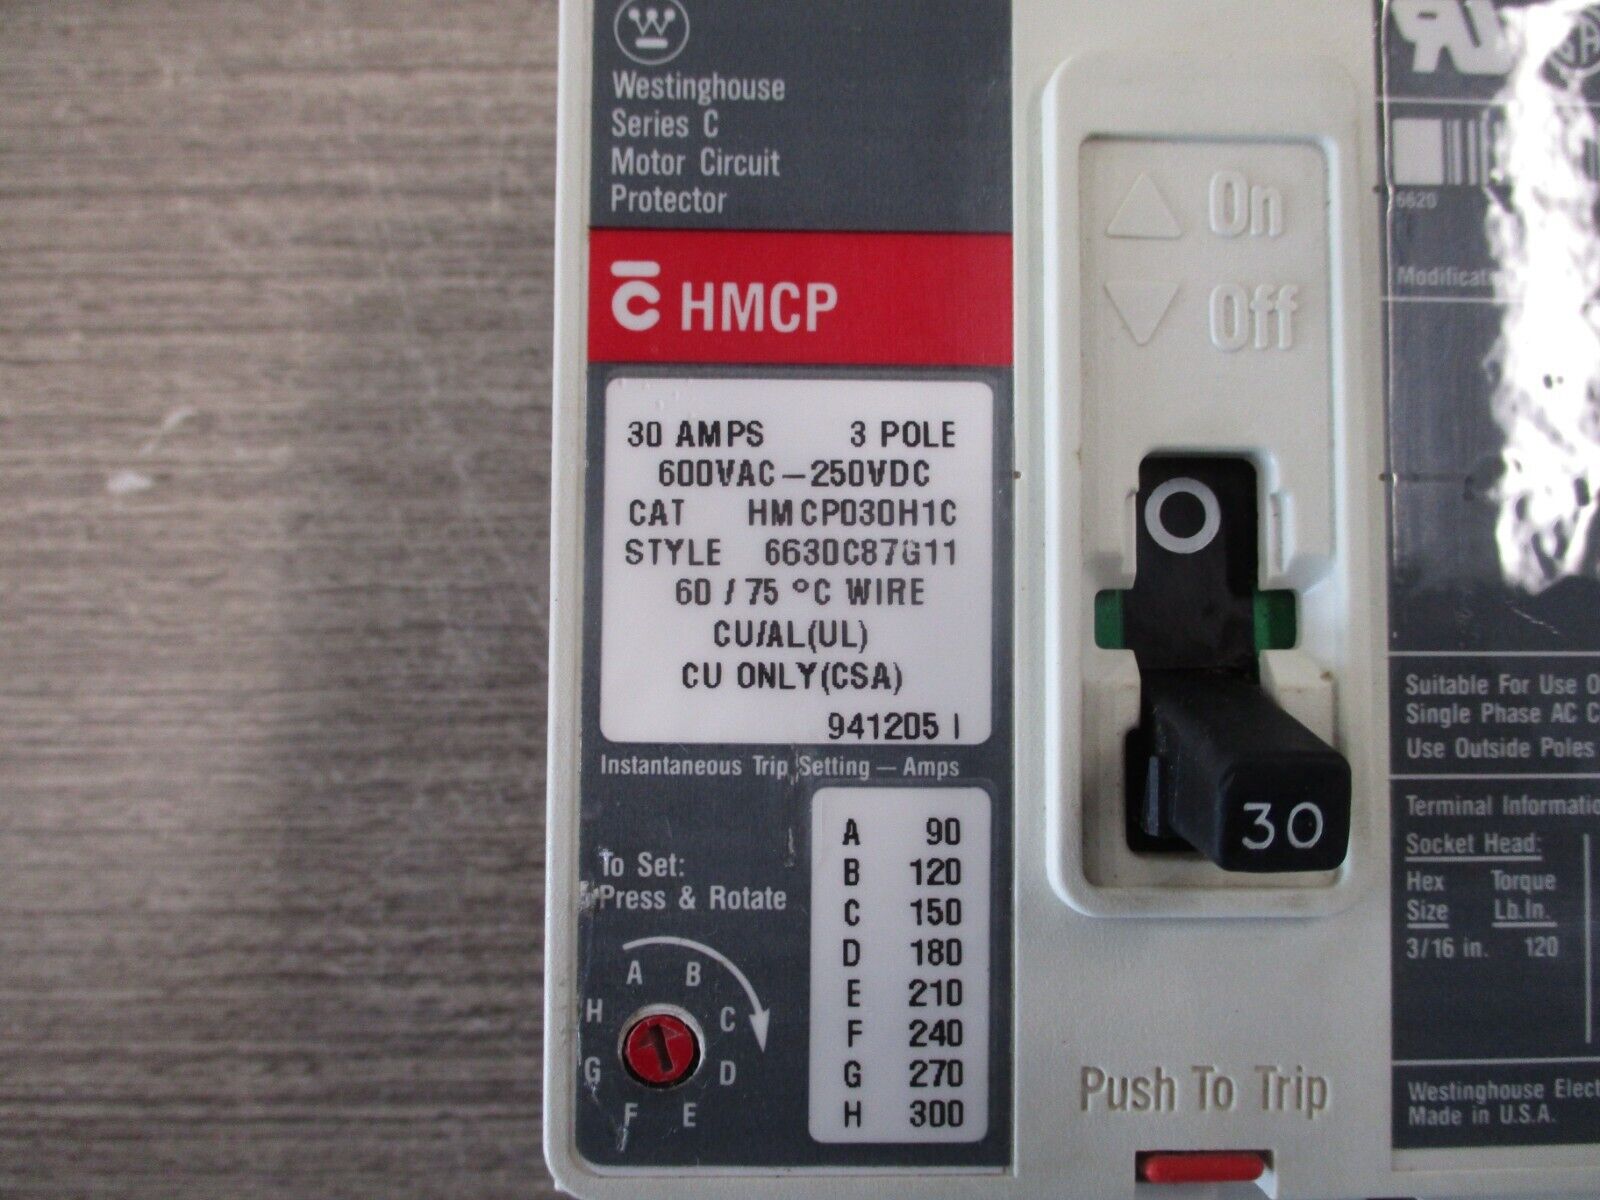 Westinghouse
Series C
Motor Circuit
Protector
C HMCP
30 AMPS 3 POLE
600VAC-250VDC
CAT HMCP030H1C
STYLE 6630C87G11
60 / 75 °C WIRE
CU/AL(UL)
CU ONLY(CSA)
941205 I
Instantaneous Trip Setting — Amps
To Set:
Press & Rotate
A B C D E F G H
A 90
B 120
C 150
D 180
E 210
F 240
G 270
H 300
On
Off
O
30
Push To Trip
6620
Suitable For Use
Single Phase AC
Use Outside Poles
Terminal
Socket Head:
Hex Torque
Size Lb.In.
3/16 in. 120
Westinghouse
Made in U.S.A.